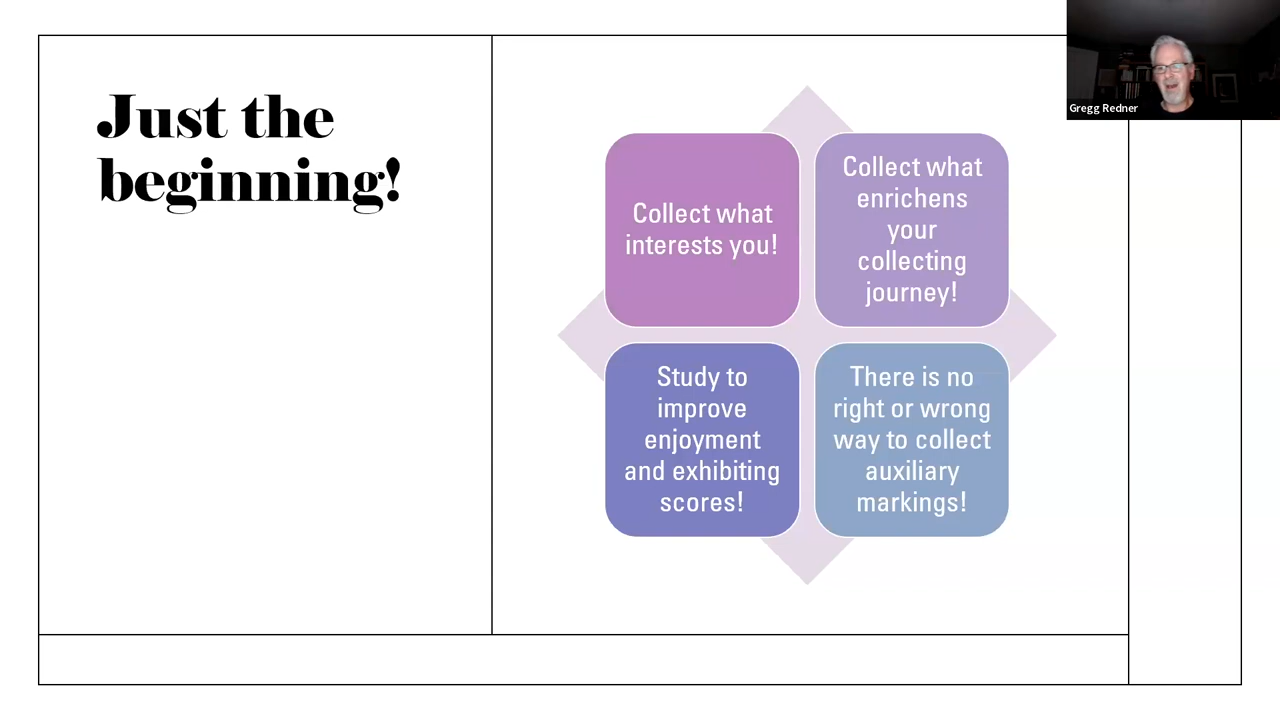 Just the
beginning!
Collect what
interests you!
Collect what
enrichens
your
collecting
journey!
Study to
improve
enjoyment
and exhibiting
scores!
There is no
right or wrong
way to collect
auxiliary
markings!
Gregg Redner